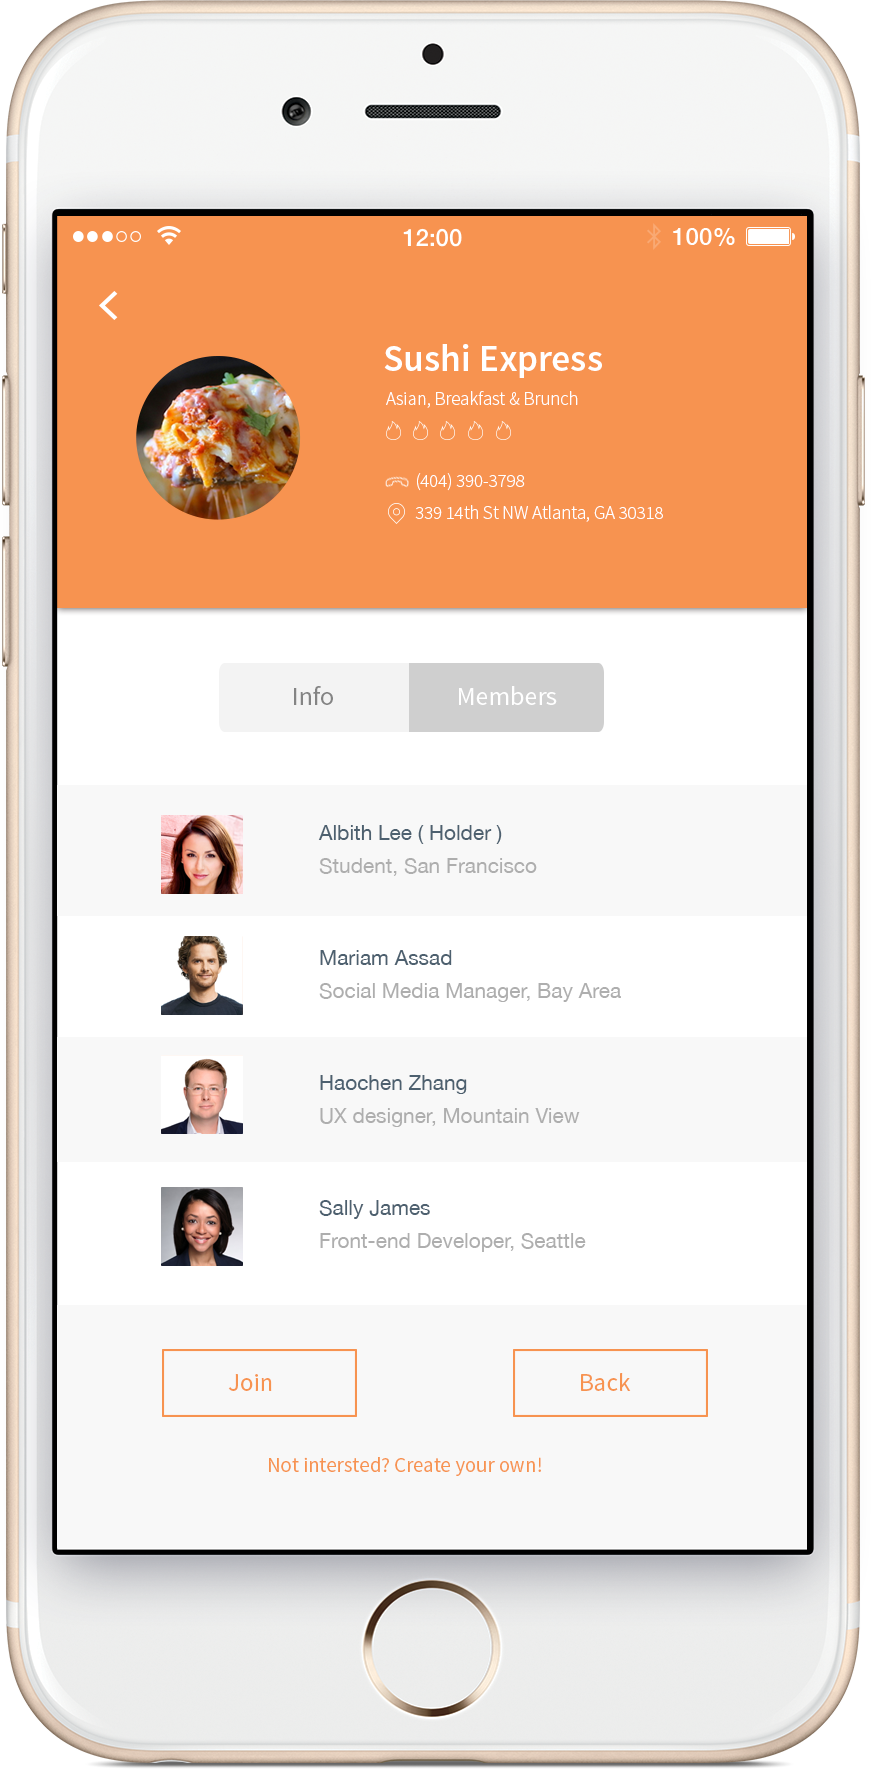 12:00
100%
Sushi Express
Asian, Breakfast & Brunch
(404) 390-3798
339 14th St NW Atlanta, GA 30318
Info
Members
Albith Lee ( Holder )
Student, San Francisco
Mariam Assad
Social Media Manager, Bay Area
Haochen Zhang
UX designer, Mountain View
Sally James
Front-end Developer, Seattle
Join
Back
Not intersted? Create your own!